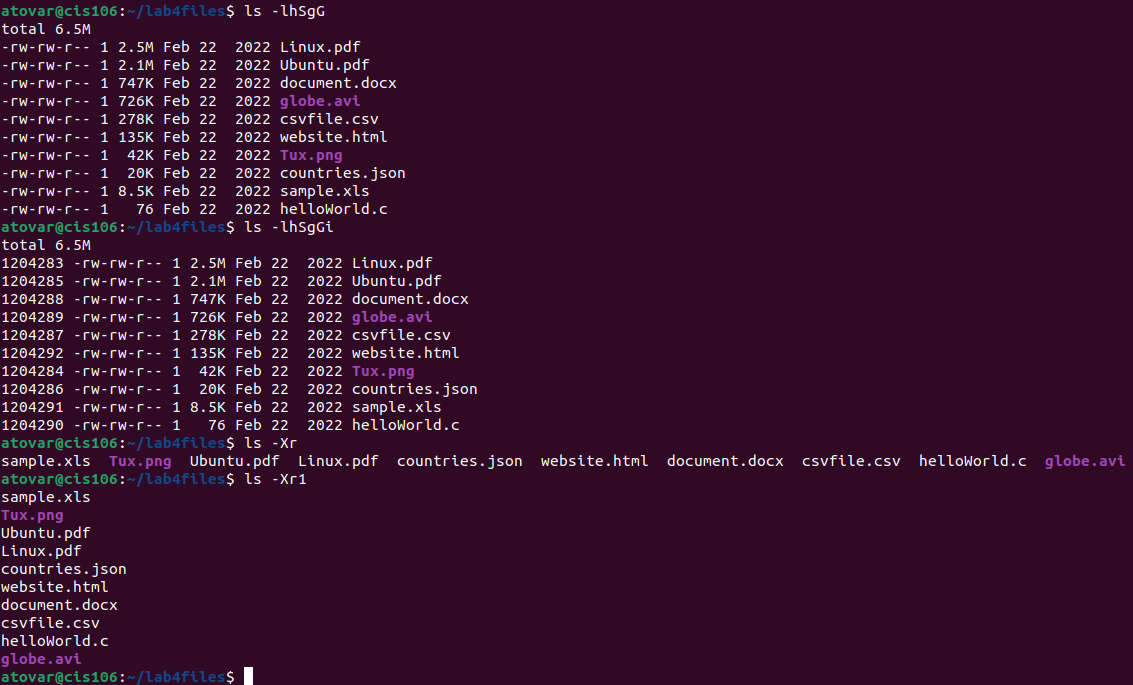 atovar@cis106:~/lab4files$ ls -lhSgG
total 6.5M
-rw-rw-r-- 1 2.5M Feb 22  2022 Linux.pdf
-rw-rw-r-- 1 2.1M Feb 22  2022 Ubuntu.pdf
-rw-rw-r-- 1 747K Feb 22  2022 document.docx
-rw-rw-r-- 1 726K Feb 22  2022 globe.avi
-rw-rw-r-- 1 278K Feb 22  2022 csvfile.csv
-rw-rw-r-- 1 135K Feb 22  2022 website.html
-rw-rw-r-- 1  42K Feb 22  2022 Tux.png
-rw-rw-r-- 1  20K Feb 22  2022 countries.json
-rw-rw-r-- 1 8.5K Feb 22  2022 sample.xls
-rw-rw-r-- 1   76 Feb 22  2022 helloWorld.c
atovar@cis106:~/lab4files$ ls -lhSgGi
total 6.5M
1204283 -rw-rw-r-- 1 2.5M Feb 22  2022 Linux.pdf
1204285 -rw-rw-r-- 1 2.1M Feb 22  2022 Ubuntu.pdf
1204288 -rw-rw-r-- 1 747K Feb 22  2022 document.docx
1204289 -rw-rw-r-- 1 726K Feb 22  2022 globe.avi
1204287 -rw-rw-r-- 1 278K Feb 22  2022 csvfile.csv
1204292 -rw-rw-r-- 1 135K Feb 22  2022 website.html
1204284 -rw-rw-r-- 1  42K Feb 22  2022 Tux.png
1204286 -rw-rw-r-- 1  20K Feb 22  2022 countries.json
1204291 -rw-rw-r-- 1 8.5K Feb 22  2022 sample.xls
1204290 -rw-rw-r-- 1   76 Feb 22  2022 helloWorld.c
atovar@cis106:~/lab4files$ ls -Xr
sample.xls  Tux.png  Ubuntu.pdf  Linux.pdf  countries.json  website.html  document.docx  csvfile.csv  helloWorld.c  globe.avi
atovar@cis106:~/lab4files$ ls -Xr1
sample.xls
Tux.png
Ubuntu.pdf
Linux.pdf
countries.json
website.html
document.docx
csvfile.csv
helloWorld.c
globe.avi
atovar@cis106:~/lab4files$